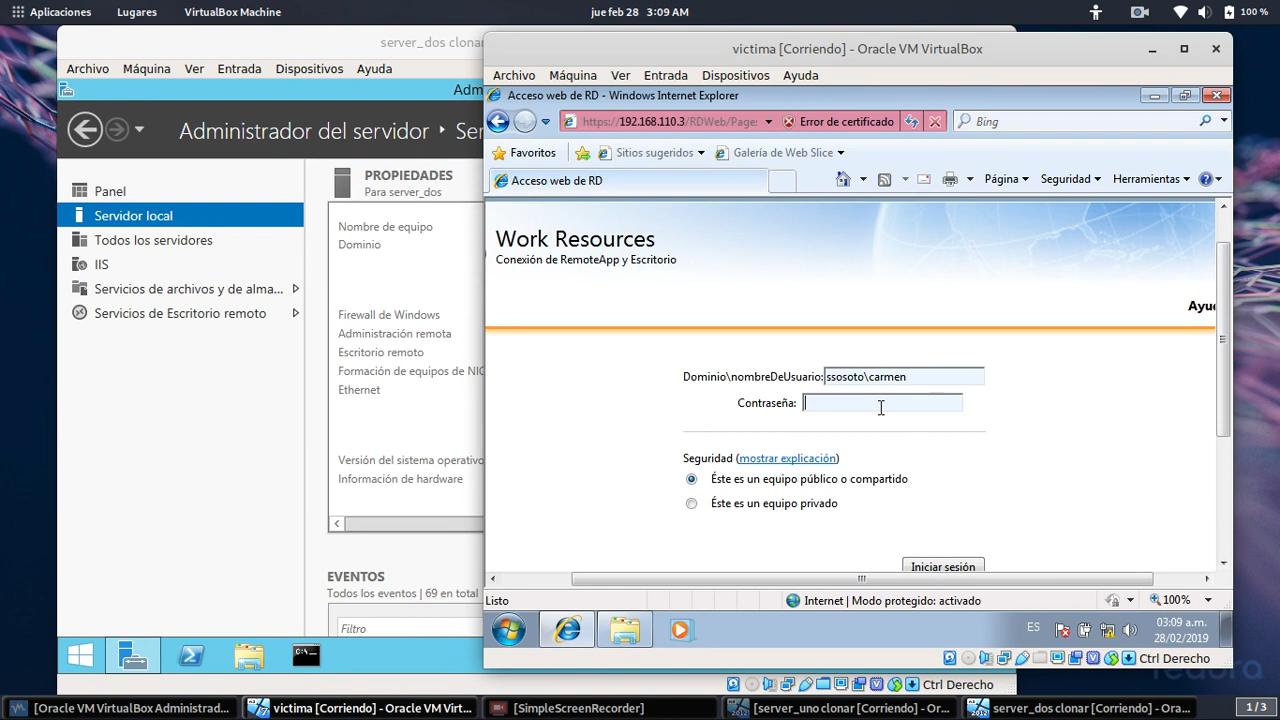 Aplicaciones Lugares VirtualBox Machine jue feb 28 3:09 AM 100 %
server_dos clonar
victima [Corriendo] - Oracle VM VirtualBox
Archivo Máquina Ver Entrada Dispositivos Ayuda
Archivo Máquina Ver Entrada Dispositivos Ayuda
Adm
Acceso web de RD - Windows Internet Explorer
https://192.168.110.3/RDWeb/Page: Error de certificado Bing
Administrador del servidor Ser
Favoritos Sitios sugeridos Galería de Web Slice
Acceso web de RD Página Seguridad Herramientas
Panel
Servidor local
Todos los servidores
IIS
Servicios de archivos y de alma...
Servicios de Escritorio remoto
PROPIEDADES
Para server_dos
Nombre de equipo
Dominio
Firewall de Windows
Administración remota
Escritorio remoto
Formación de equipos de NIC
Ethernet
Versión del sistema operativo
Información de hardware
EVENTOS
Todos los eventos | 69 en total
Filtro
Work Resources
Conexión de RemoteApp y Escritorio
Ayu
Dominio\nombreDeUsuario: ssosoto\carmen
Contraseña:
Seguridad (mostrar explicación)
Éste es un equipo público o compartido
Éste es un equipo privado
Iniciar sesión
Listo Internet | Modo protegido: activado 100%
ES 03:09 a.m.
28/02/2019
Ctrl Derecho
Ctrl Derecho
fedora
[Oracle VM VirtualBox Administrad... victima [Corriendo] - Oracle VM Virt... [SimpleScreenRecorder] [server_uno clonar [Corriendo] - Or... server_dos clonar [Corriendo] - Ora... 1 / 3